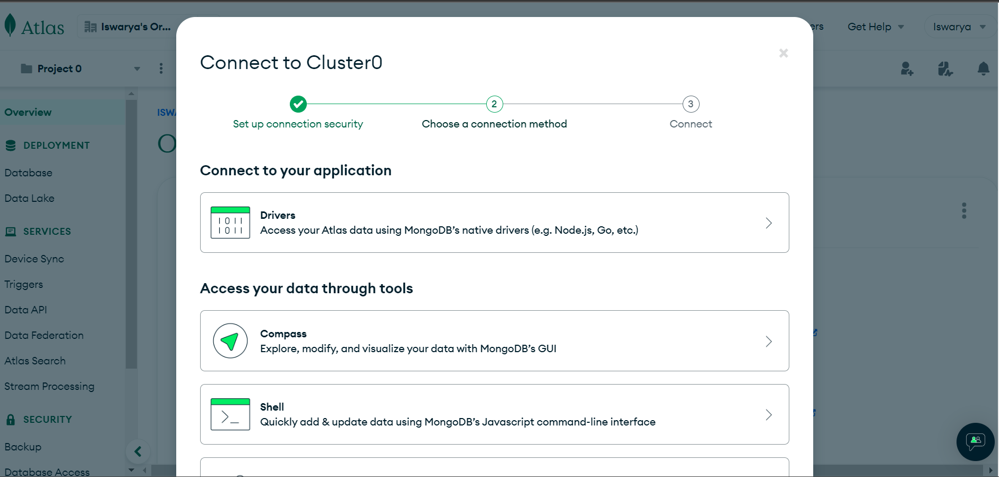 Atlas
Iswarya's Or...
Get Help
Iswarya
Project 0
Overview
DEPLOYMENT
Database
Data Lake
SERVICES
Device Sync
Triggers
Data API
Data Federation
Atlas Search
Stream Processing
SECURITY
Backup
Database Access
Connect to Cluster0
2
3
Set up connection security
Choose a connection method
Connect
Connect to your application
1011
1011
Drivers
Access your Atlas data using MongoDB’s native drivers (e.g. Node.js, Go, etc.)
Access your data through tools
Compass
Explore, modify, and visualize your data with MongoDB’s GUI
Shell
Quickly add & update data using MongoDB’s Javascript command-line interface